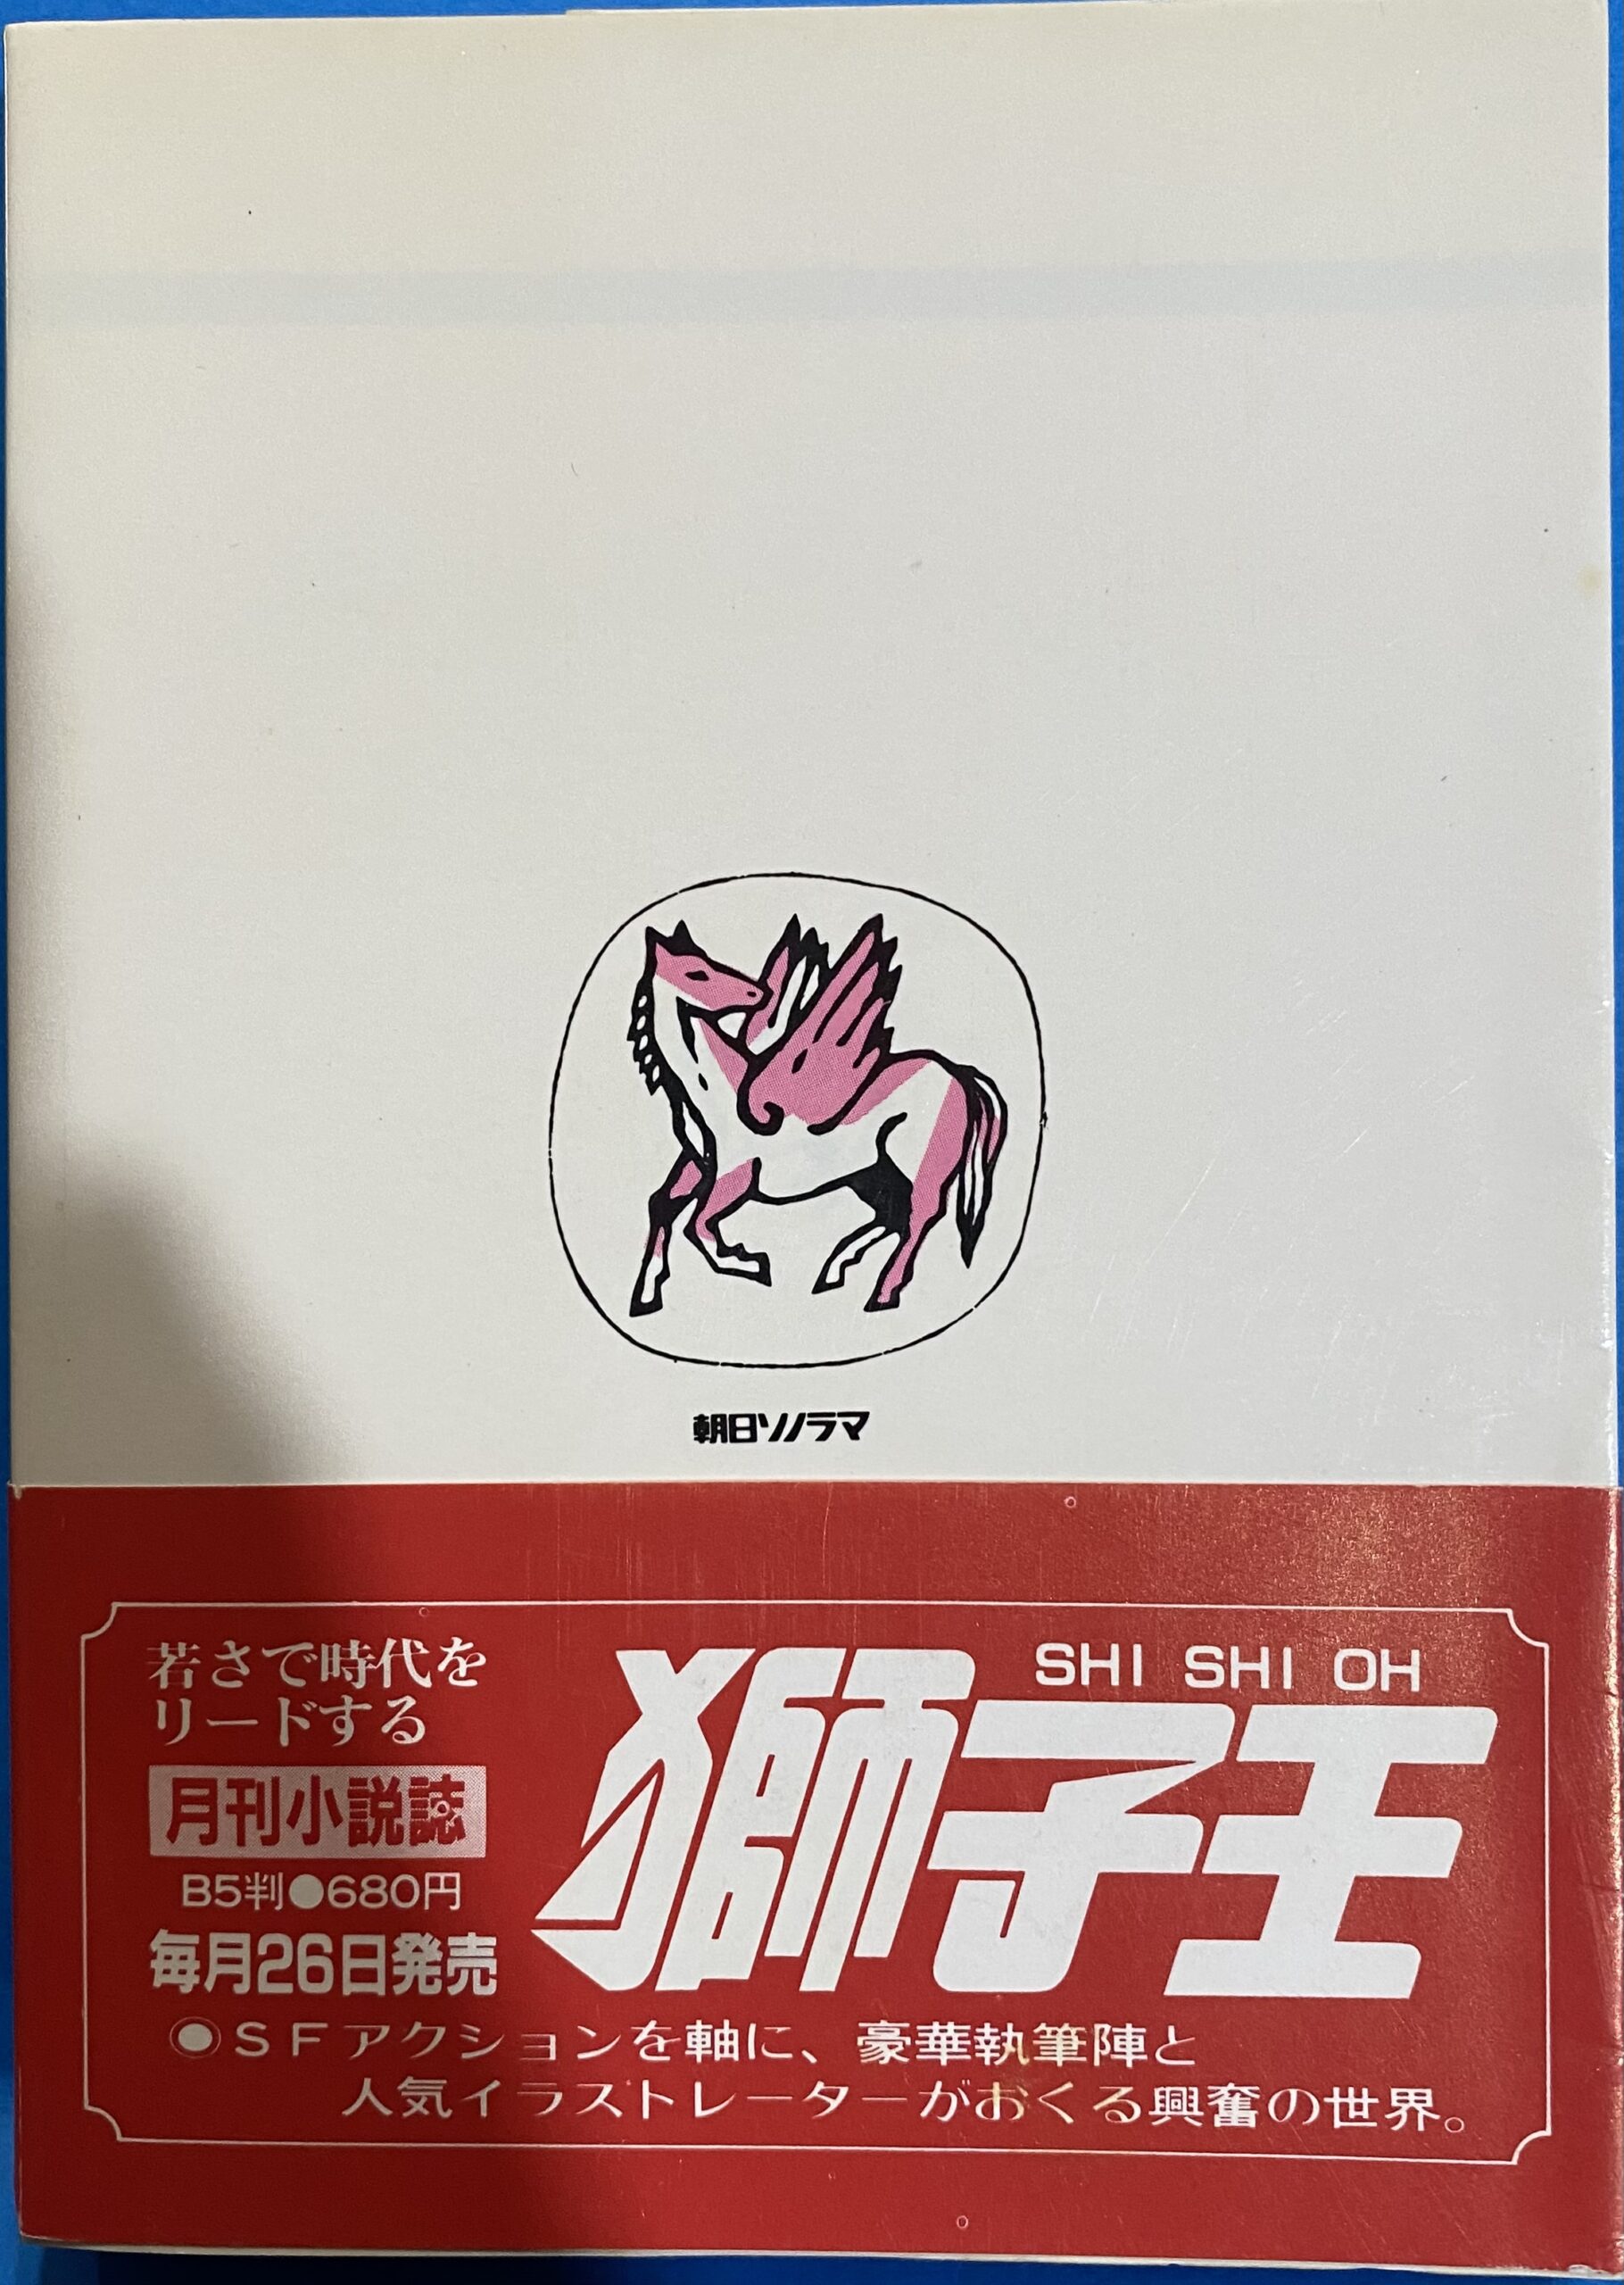 朝日ソノラマ
若さで時代を
リードする
月刊小説誌
B5判●680円
毎月26日発売
SHI SHI OH
獅子王
●SFアクションを軸に、豪華執筆陣と
人気イラストレーターがおくる興奮の世界。